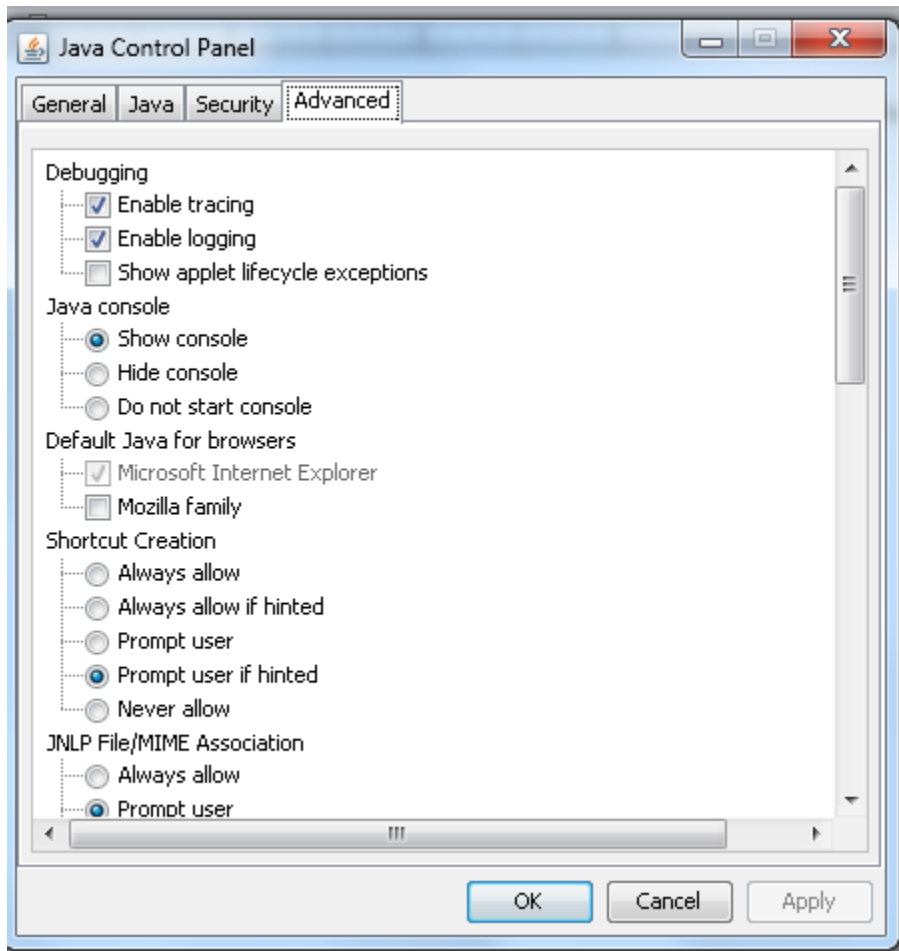 Java Control Panel
General Java Security Advanced
Debugging
Enable tracing
Enable logging
Show applet lifecycle exceptions
Java console
Show console
Hide console
Do not start console
Default Java for browsers
Microsoft Internet Explorer
Mozilla family
Shortcut Creation
Always allow
Always allow if hinted
Prompt user
Prompt user if hinted
Never allow
JNLP File/MIME Association
Always allow
Prompt user
OK Cancel Apply